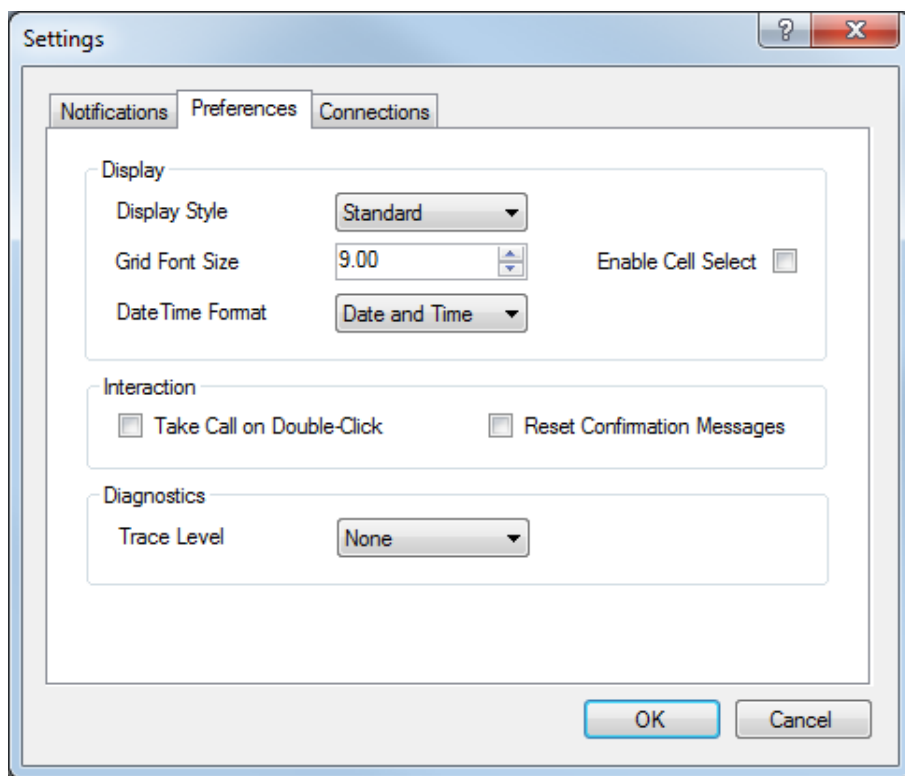 Settings
Notifications Preferences Connections
Display
Display Style Standard
Grid Font Size 9.00 Enable Cell Select
DateTime Format Date and Time
Interaction
Take Call on Double-Click Reset Confirmation Messages
Diagnostics
Trace Level None
OK Cancel